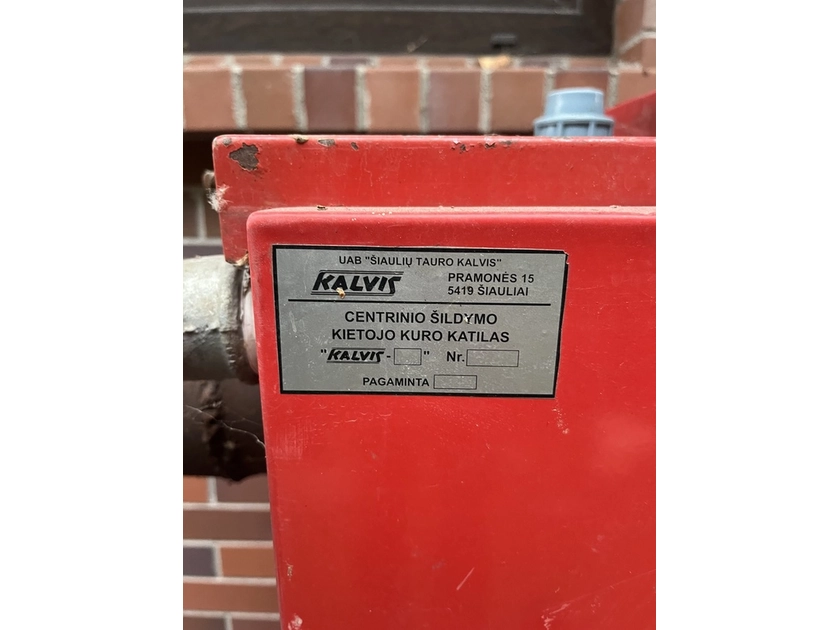 UAB "ŠIAULIŲ TAURO KALVIS"
KALVIS
PRAMONĖS 15
5419 ŠIAULIAI
CENTRINIO ŠILDYMO
KIETOJO KURO KATILAS
"KALVIS- " Nr.
PAGAMINTA